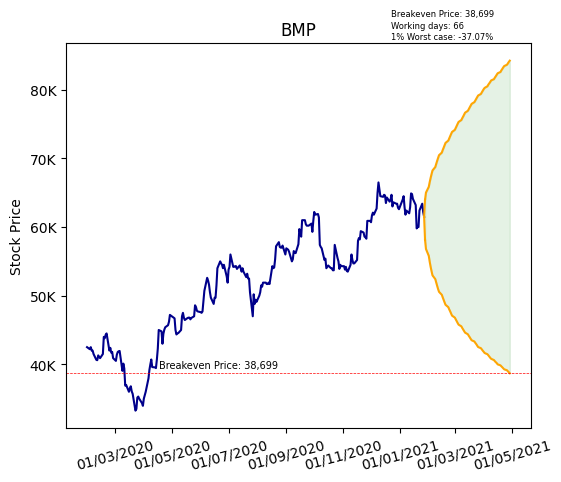 Breakeven Price: 38,699
Working days: 66
1% Worst case: -37.07%
BMP
Stock Price
80K
70K
60K
50K
40K
Breakeven Price: 38,699
01/03/2020 01/05/2020 01/07/2020 01/09/2020 01/11/2020 01/01/2021 01/03/2021 01/05/2021